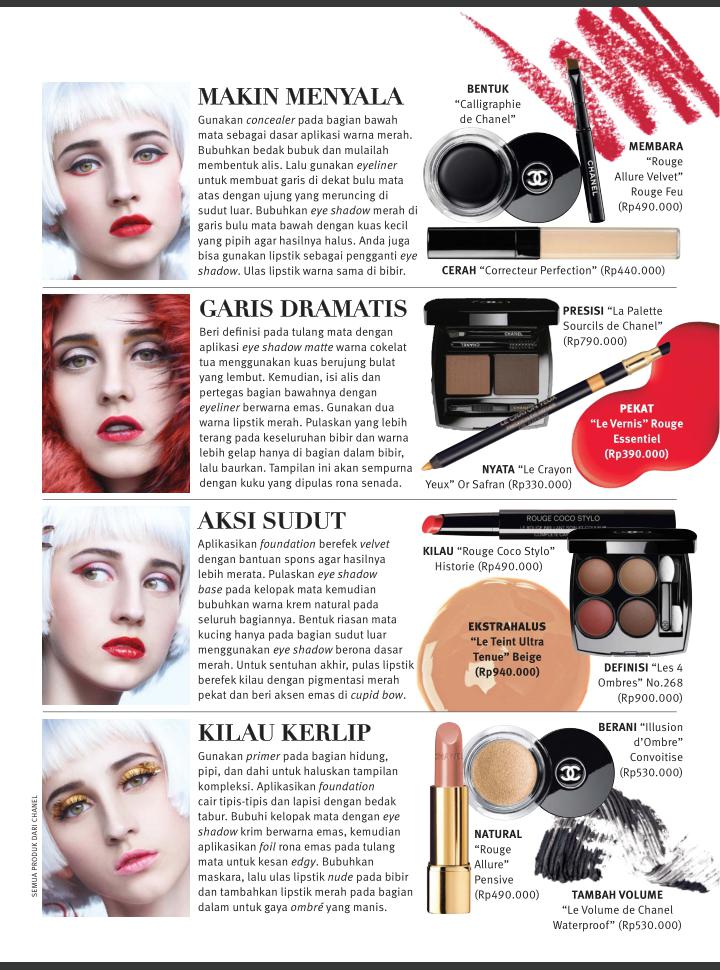 MAKIN MENYALA
Gunakan concealer pada bagian bawah
mata sebagai dasar aplikasi warna merah.
Bubuhkan bedak bubuk dan mulailah
membentuk alis. Lalu gunakan eyeliner
untuk membuat garis di dekat bulu mata
atas dengan ujung yang meruncing di
sudut luar. Bubuhkan eye shadow merah di
garis bulu mata bawah dengan kuas kecil
yang pipih agar hasilnya halus. Anda juga
bisa gunakan lipstik sebagai pengganti eye
shadow. Ulas lipstik warna sama di bibir.
BENTUK
“Calligraphie
de Chanel”
CHANEL
MEMBARA
“Rouge
Allure Velvet”
Rouge Feu
(Rp490.000)
CERAH “Correcteur Perfection” (Rp440.000)
GARIS DRAMATIS
Beri definisi pada tulang mata dengan
aplikasi eye shadow matte warna cokelat
tua menggunakan kuas berujung bulat
yang lembut. Kemudian, isi alis dan
pertegas bagian bawahnya dengan
eyeliner berwarna emas. Gunakan dua
warna lipstik merah. Pulaskan yang lebih
terang pada keseluruhan bibir dan warna
lebih gelap hanya di bagian dalam bibir,
lalu baurkan. Tampilan ini akan sempurna
dengan kuku yang dipulas rona senada.
PRESISI “La Palette
Sourcils de Chanel”
(Rp790.000)
CHANEL
CHANEL
LE CRAYON YEUX
PEKAT
“Le Vernis” Rouge
Essentiel
(Rp390.000)
NYATA “Le Crayon
Yeux” Or Safran (Rp330.000)
AKSI SUDUT
Aplikasikan foundation berefek velvet
dengan bantuan spons agar hasilnya
lebih merata. Pulaskan eye shadow
base pada kelopak mata kemudian
bubuhkan warna krem natural pada
seluruh bagiannya. Bentuk riasan mata
kucing hanya pada bagian sudut luar
menggunakan eye shadow berona dasar
merah. Untuk sentuhan akhir, pulas lipstik
berefek kilau dengan pigmentasi merah
pekat dan beri aksen emas di cupid bow.
ROUGE COCO STYLO
KILAU “Rouge Coco Stylo”
Historie (Rp490.000)
EKSTRAHALUS
“Le Teint Ultra
Tenue” Beige
(Rp940.000)
DEFINISI “Les 4
Ombres” No.268
(Rp900.000)
KILAU KERLIP
Gunakan primer pada bagian hidung,
pipi, dan dahi untuk haluskan tampilan
kompleksi. Aplikasikan foundation
cair tipis-tipis dan lapisi dengan bedak
tabur. Bubuhi kelopak mata dengan eye
shadow krim berwarna emas, kemudian
aplikasikan foil rona emas pada tulang
mata untuk kesan edgy. Bubuhkan
maskara, lalu ulas lipstik nude pada bibir
dan tambahkan lipstik merah pada bagian
dalam untuk gaya ombré yang manis.
BERANI “Illusion
d’Ombre”
Convoitise
(Rp530.000)
NATURAL
“Rouge
Allure”
Pensive
(Rp490.000)
TAMBAH VOLUME
“Le Volume de Chanel
Waterproof” (Rp530.000)
SEMUA PRODUK DARI CHANEL